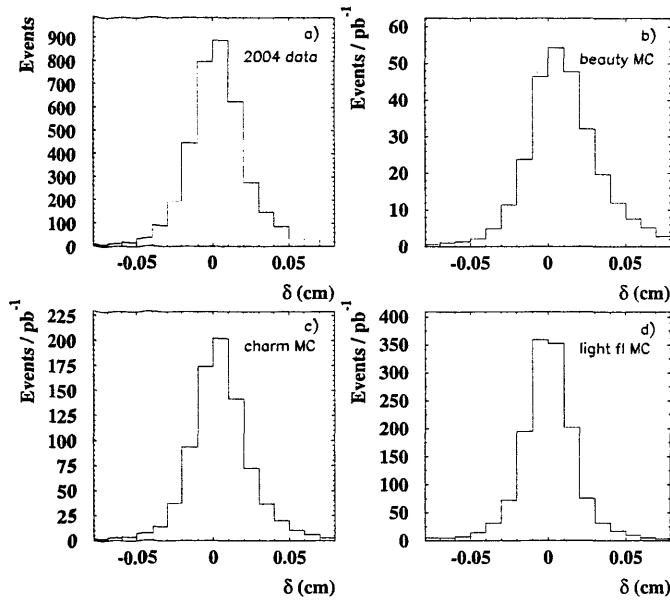 Events
900
800
700
600
500
400
300
200
100
0
a)
2004 data
-0.05 0 0.05
δ (cm)
Events / pb⁻¹
60
50
40
30
20
10
0
b)
beauty MC
-0.05 0 0.05
δ (cm)
Events / pb⁻¹
225
200
175
150
125
100
75
50
25
0
c)
charm MC
-0.05 0 0.05
δ (cm)
Events / pb⁻¹
400
350
300
250
200
150
100
50
0
d)
light fl MC
-0.05 0 0.05
δ (cm)